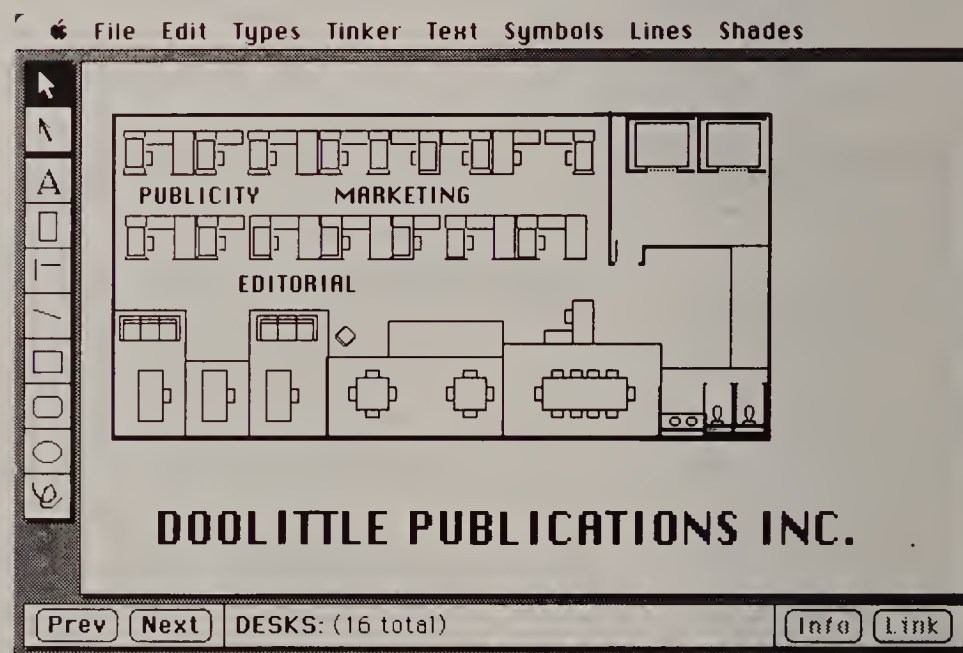 File Edit Types Tinker Text Symbols Lines Shades
A
PUBLICITY MARKETING
EDITORIAL
DOOLITTLE PUBLICATIONS INC.
Prev Next DESKS: (16 total) Info Link